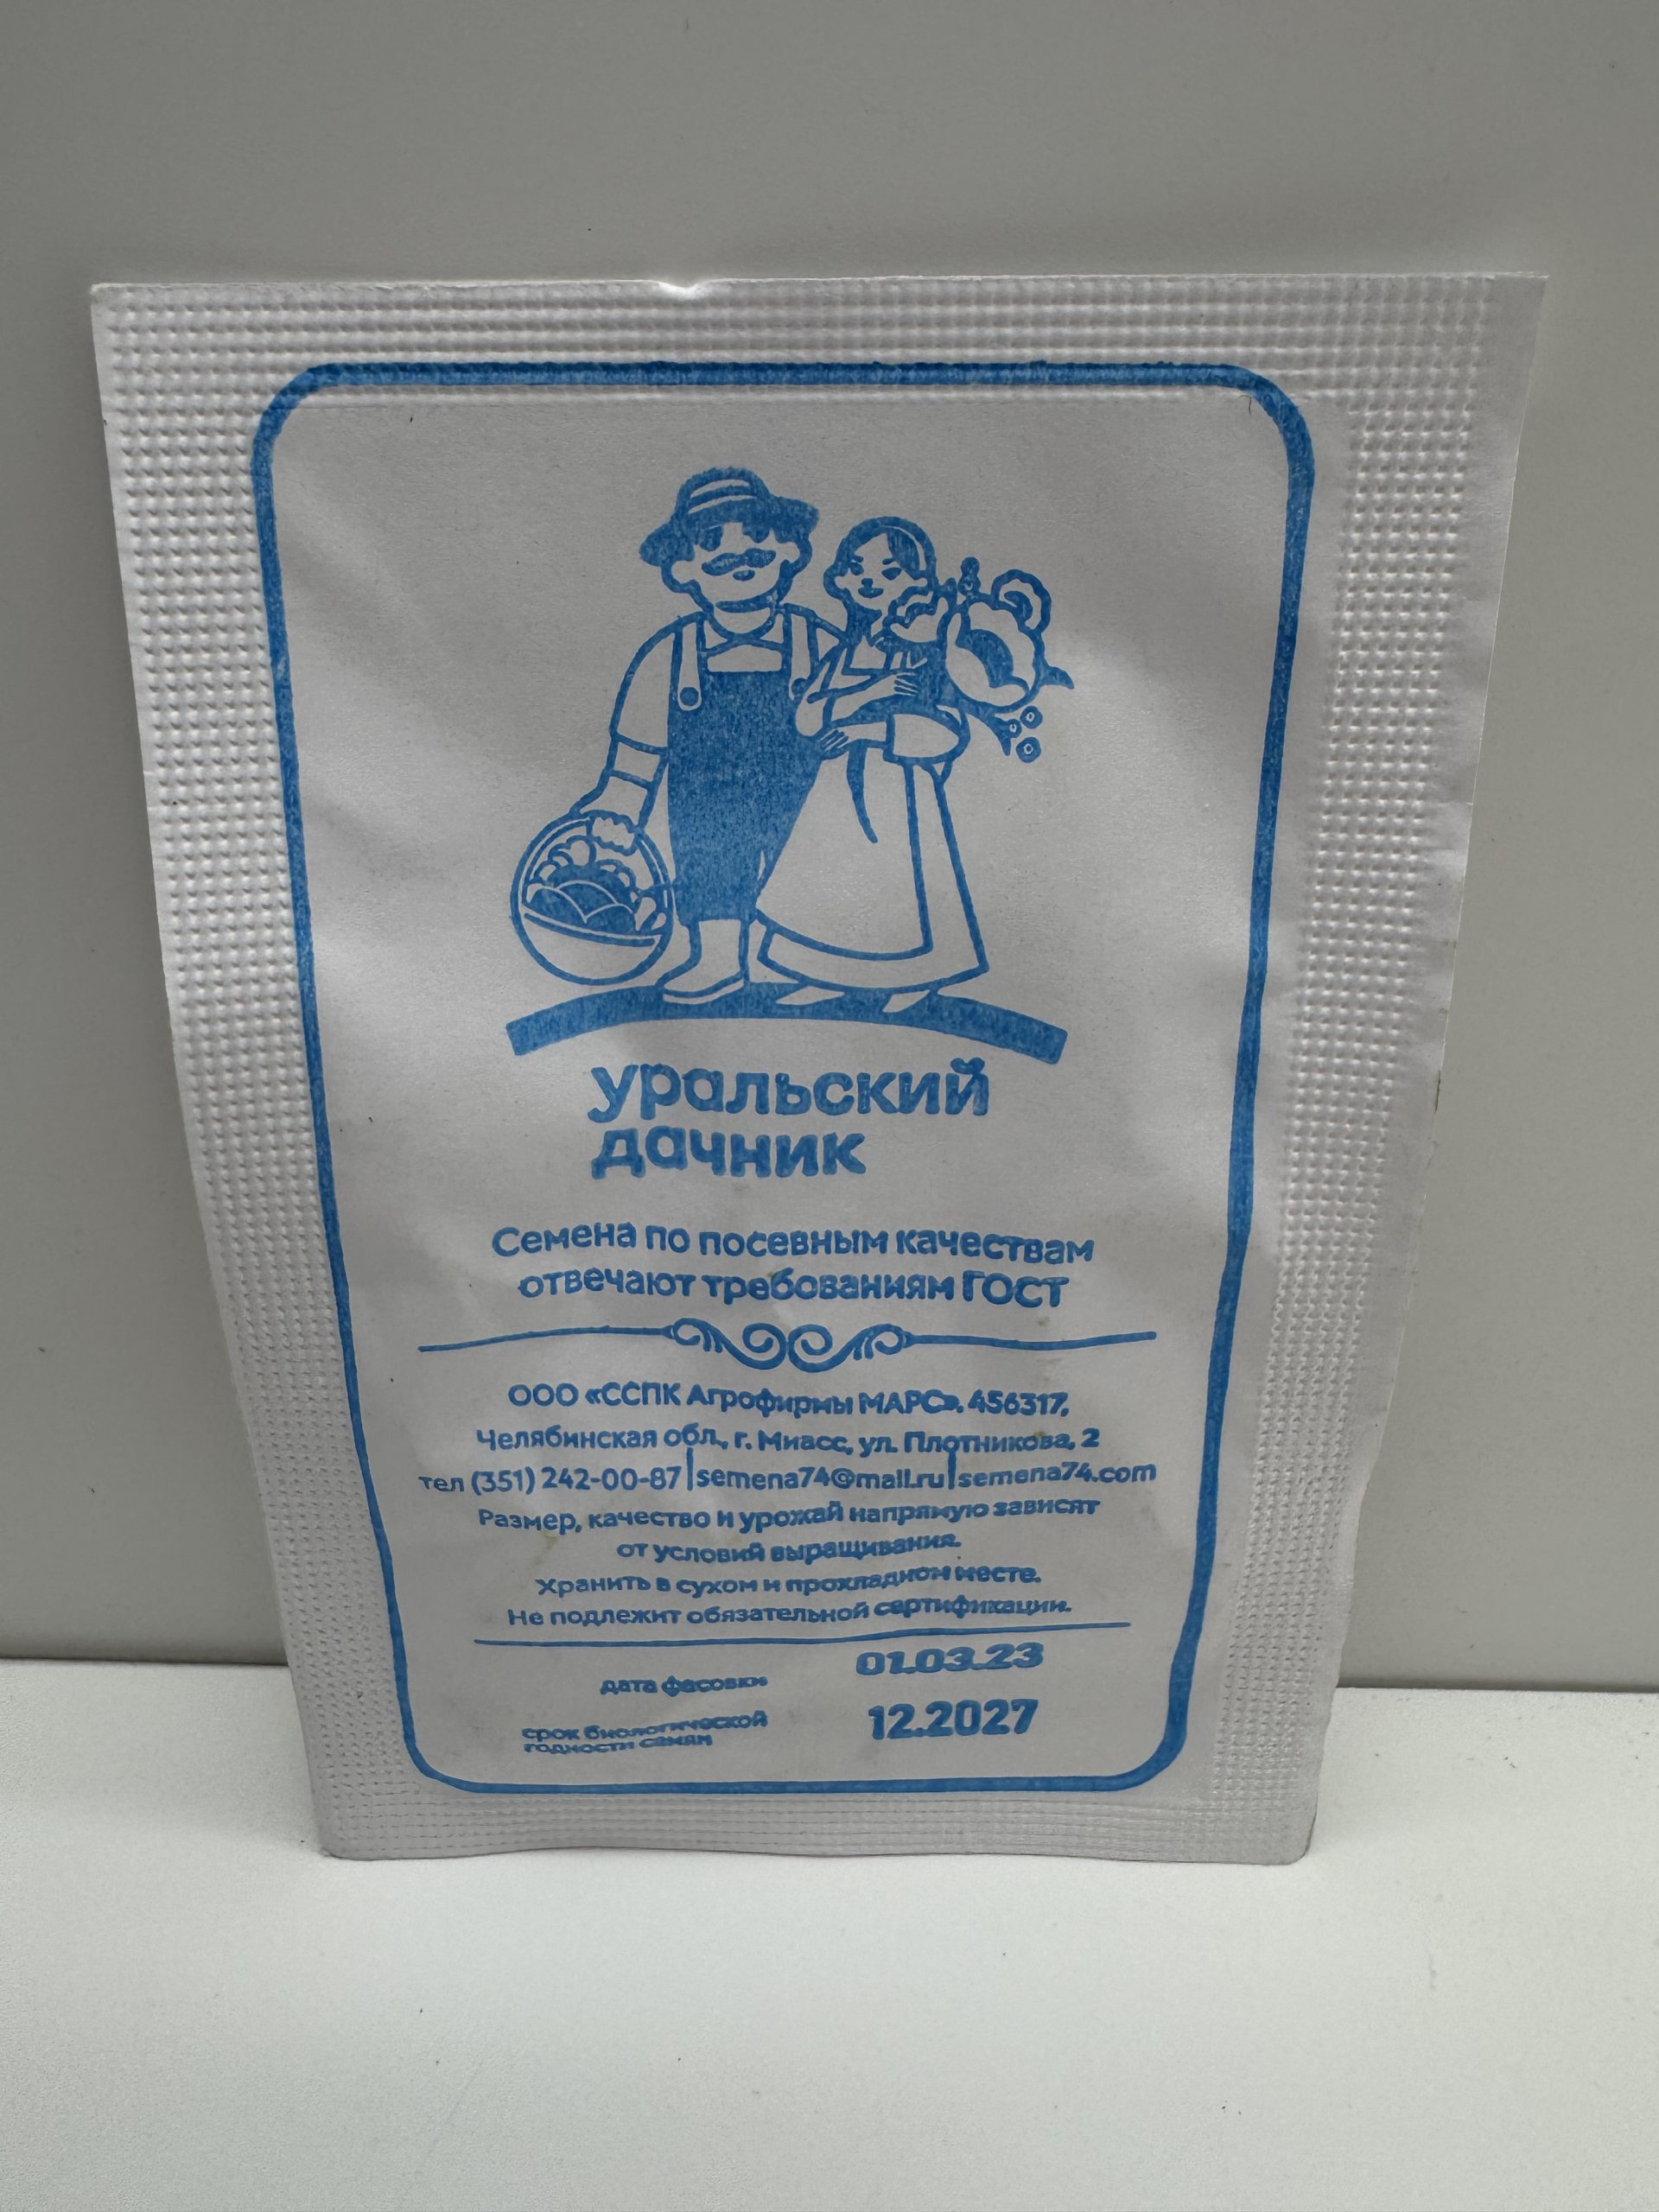 уральский
дачник
Семена по посевным качествам
отвечают требованиям ГОСТ
ООО «ССПК Агрофирмы МАРС». 456317,
Челябинская обл., г. Миасс, ул. Плотникова, 2
тел (351) 242-00-87|semena74@mail.ru|semena74.com
Размер, качество и урожай напрямую зависят
от условий выращивания.
Хранить в сухом и прохладном месте.
Не подлежит обязательной сертификации.
дата фасовки 01.03.23
срок биологической
годности семян 12.2027